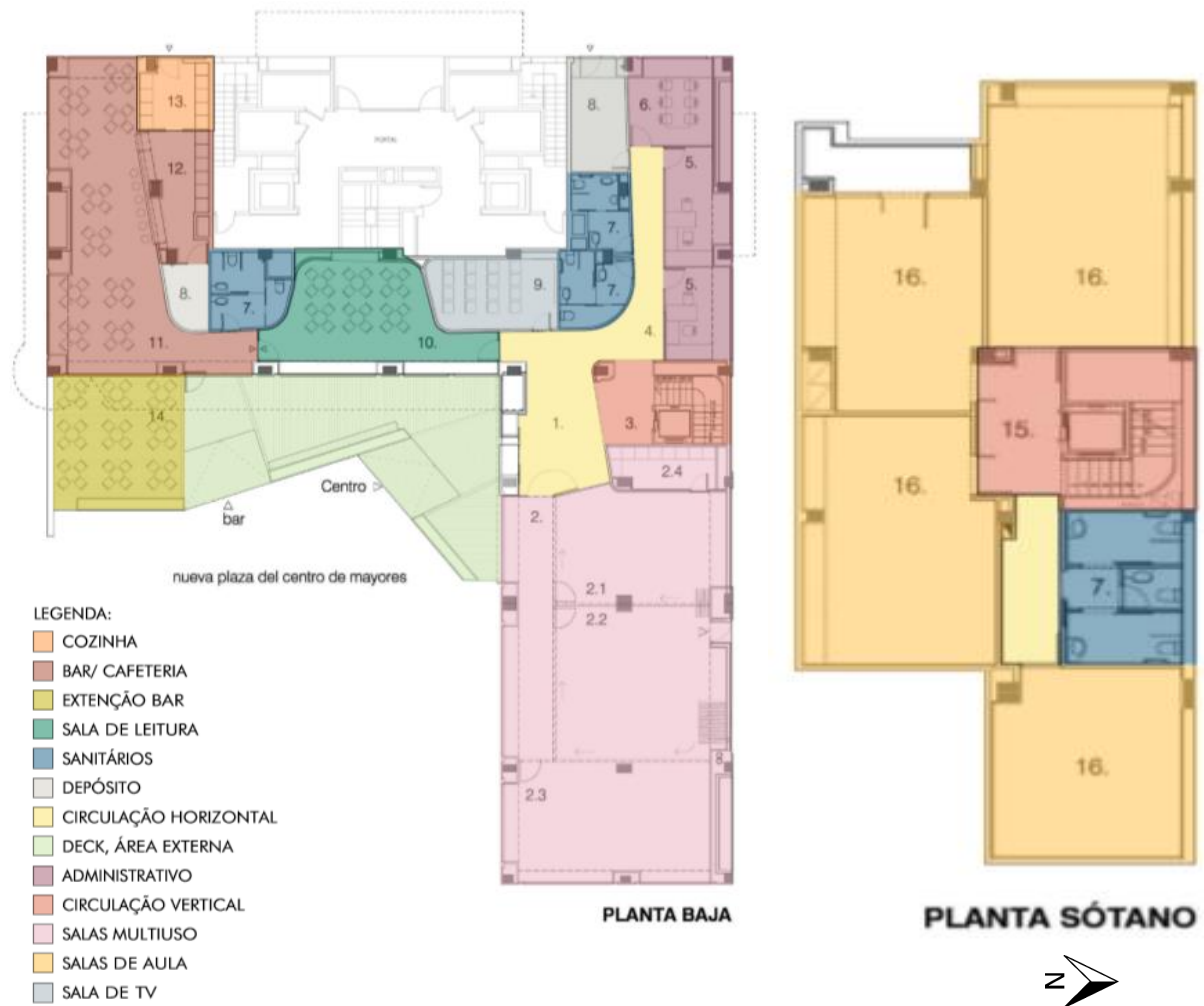 13.
8.
6.
PORTAL
5.
12.
7.
16.
16.
9.
7.
5.
8.
7.
4.
11.
10.
14.
1.
3.
15.
2.4
Centro
16.
bar
2.
nueva plaza del centro de mayores
2.1
2.2
7.
2.3
16.
LEGENDA:
COZINHA
BAR/ CAFETERIA
EXTENÇÃO BAR
SALA DE LEITURA
SANITÁRIOS
DEPÓSITO
CIRCULAÇÃO HORIZONTAL
DECK, ÁREA EXTERNA
ADMINISTRATIVO
CIRCULAÇÃO VERTICAL
SALAS MULTIUSO
SALAS DE AULA
SALA DE TV
PLANTA BAJA
PLANTA SÓTANO
N